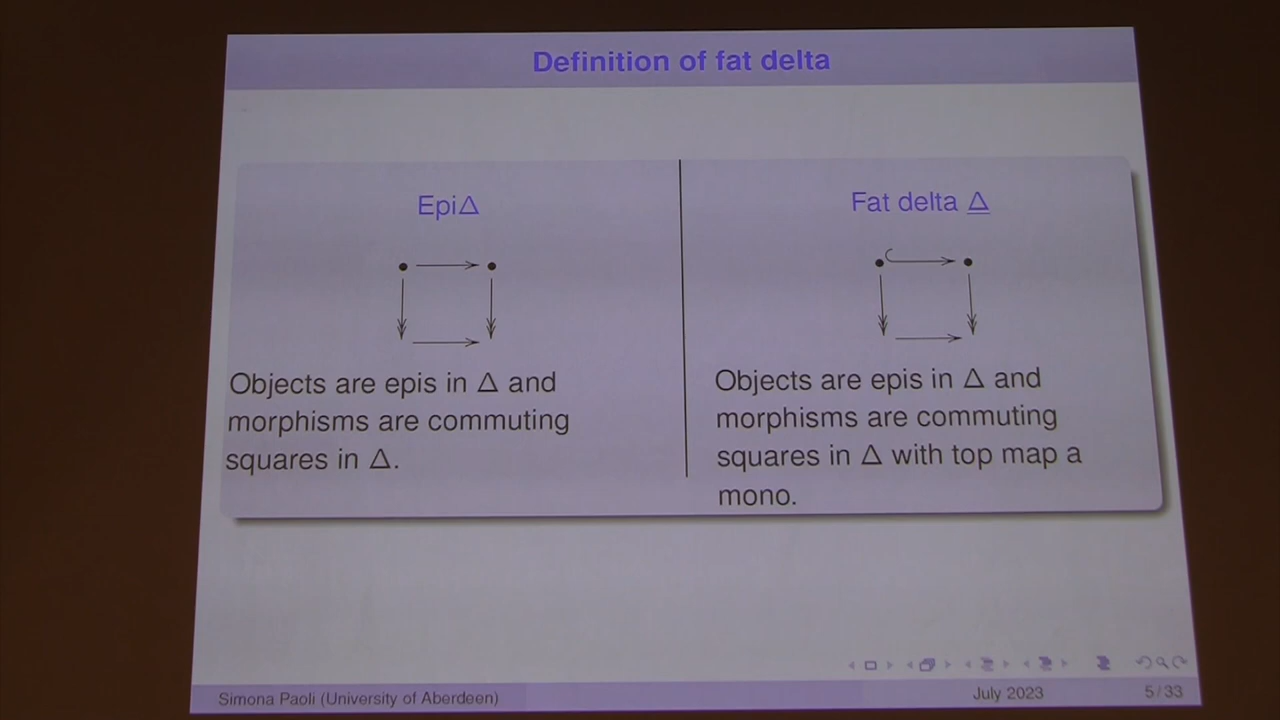 Definition of fat delta
EpiΔ
Objects are epis in Δ and
morphisms are commuting
squares in Δ.
Fat delta Δ
Objects are epis in Δ and
morphisms are commuting
squares in Δ with top map a
mono.
Simona Paoli (University of Aberdeen)
July 2023
5/33